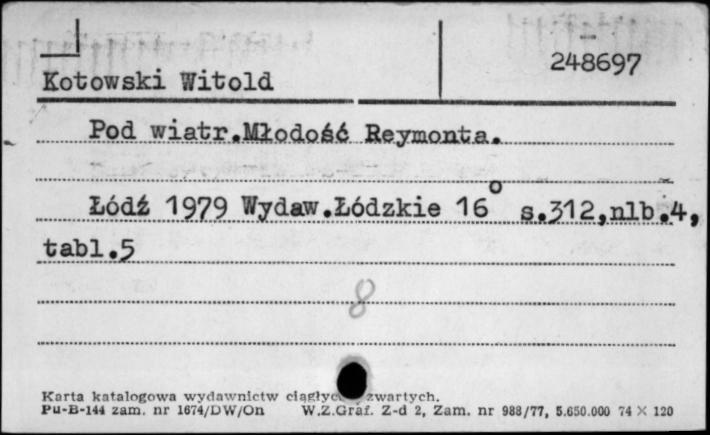 248697
Kotowski Witold
Pod wiatr.Młodość Reymonta.
Łódź 1979 Wydaw.Łódzkie 16° s.312,nlb.4,
tabl.5
8
Karta katalogowa wydawnictw zwartych.
Pu-B-144 zam. nr 1674/DW/On W.Z.Graf. Z-d 2, Zam. nr 988/77, 5.650.000 74 × 120